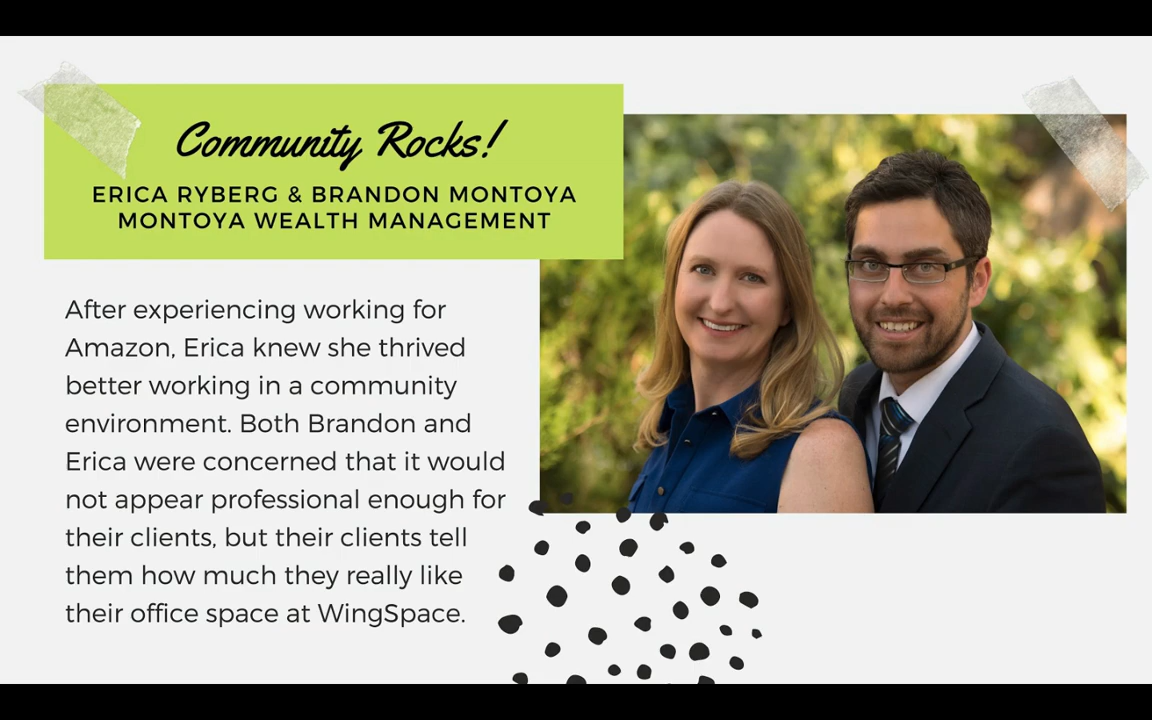 Community Rocks!
ERICA RYBERG & BRANDON MONTOYA
MONTOYA WEALTH MANAGEMENT
After experiencing working for
Amazon, Erica knew she thrived
better working in a community
environment. Both Brandon and
Erica were concerned that it would
not appear professional enough for
their clients, but their clients tell
them how much they really like
their office space at WingSpace.